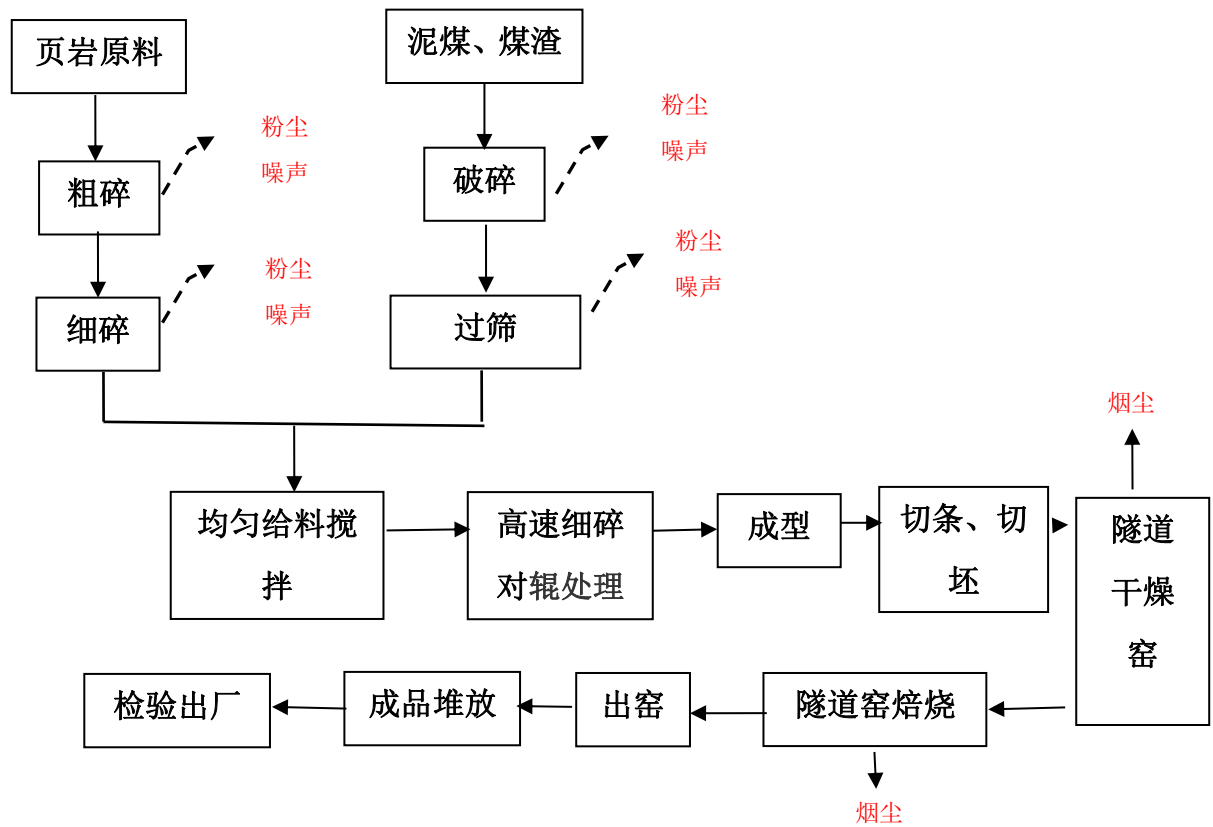 页岩原料
泥煤、煤渣
粉尘
噪声
粉尘
噪声
粗碎
破碎
粉尘
噪声
粉尘
噪声
细碎
过筛
烟尘
均匀给料搅
拌
高速细碎
对辊处理
成型
切条、切
坯
隧道
干燥
窑
检验出厂
成品堆放
出窑
隧道窑焙烧
烟尘